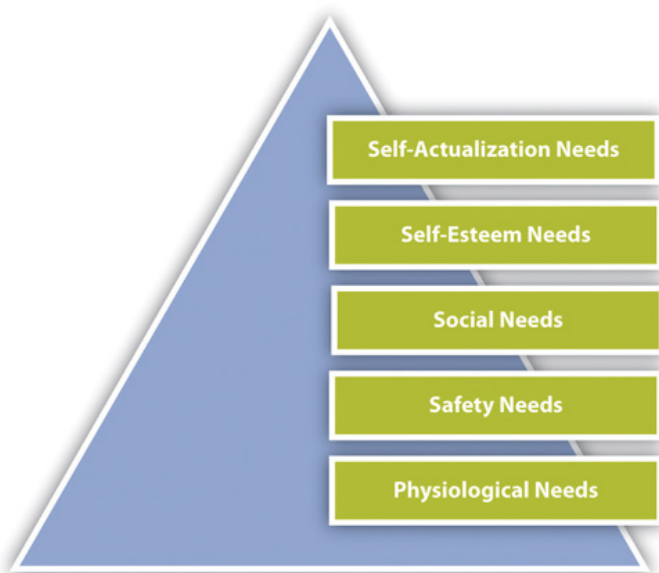 Self-Actualization Needs
Self-Esteem Needs
Social Needs
Safety Needs
Physiological Needs